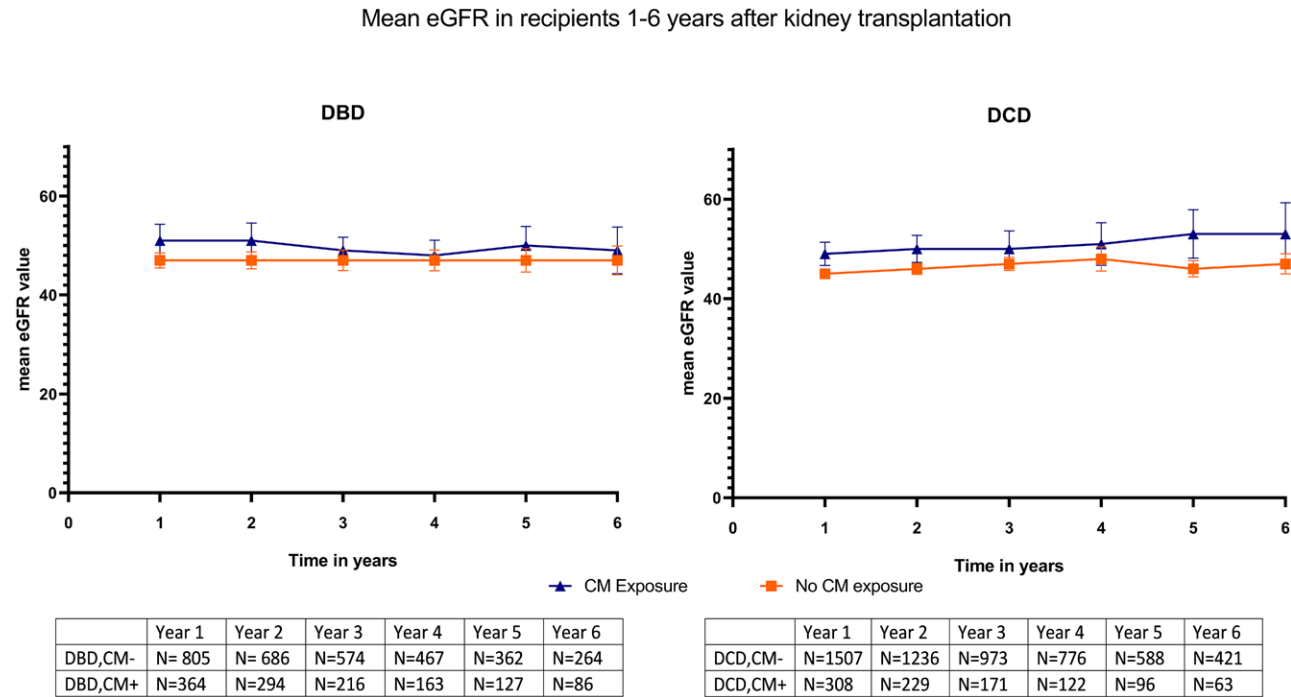 Mean eGFR in recipients 1-6 years after kidney transplantation
DBD
mean eGFR value
60
40
20
0
0 1 2 3 4 5 6
Time in years
DCD
mean eGFR value
60
40
20
0
0 1 2 3 4 5 6
Time in years
CM Exposure No CM exposure
Year 1 Year 2 Year 3 Year 4 Year 5 Year 6
DBD,CM- N= 805 N= 686 N=574 N=467 N=362 N=264
DBD,CM+ N=364 N=294 N=216 N=163 N=127 N=86
Year 1 Year 2 Year 3 Year 4 Year 5 Year 6
DCD,CM- N=1507 N=1236 N=973 N=776 N=588 N=421
DCD,CM+ N=308 N=229 N=171 N=122 N=96 N=63